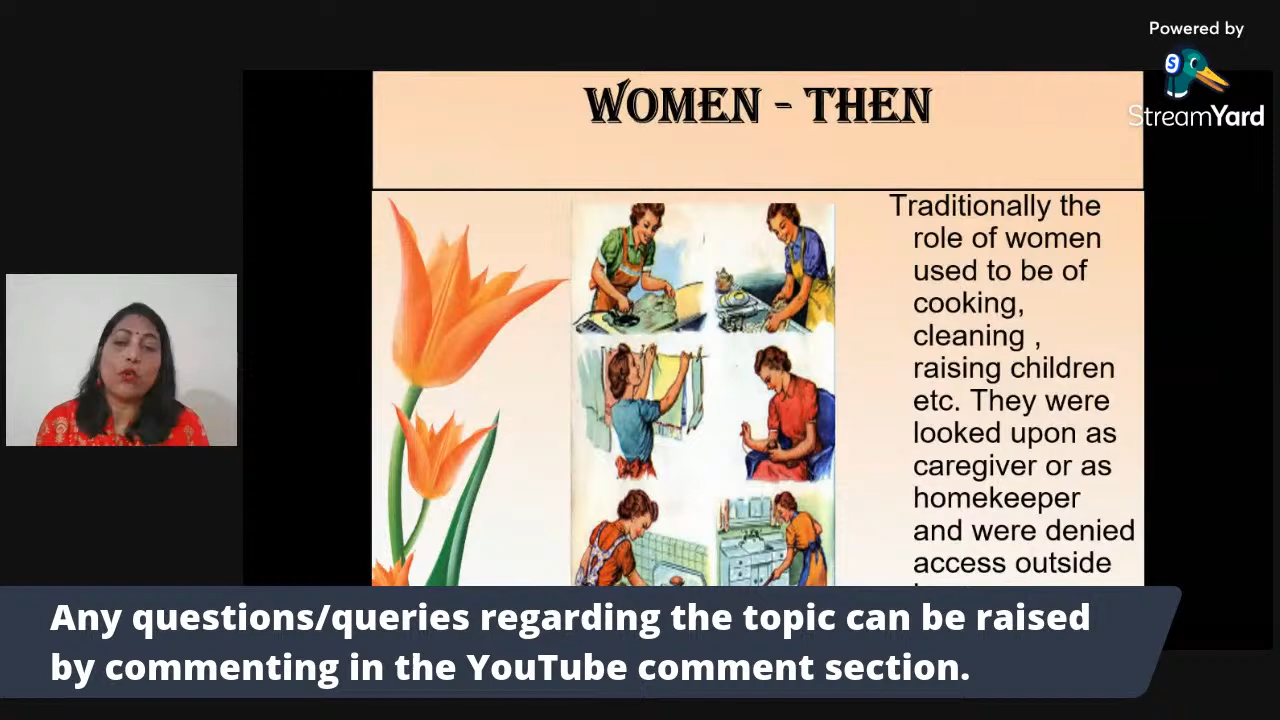 Powered by
StreamYard
WOMEN - THEN
Traditionally the
role of women
used to be of
cooking,
cleaning ,
raising children
etc. They were
looked upon as
caregiver or as
homekeeper
and were denied
access outside
Any questions/queries regarding the topic can be raised
by commenting in the YouTube comment section.